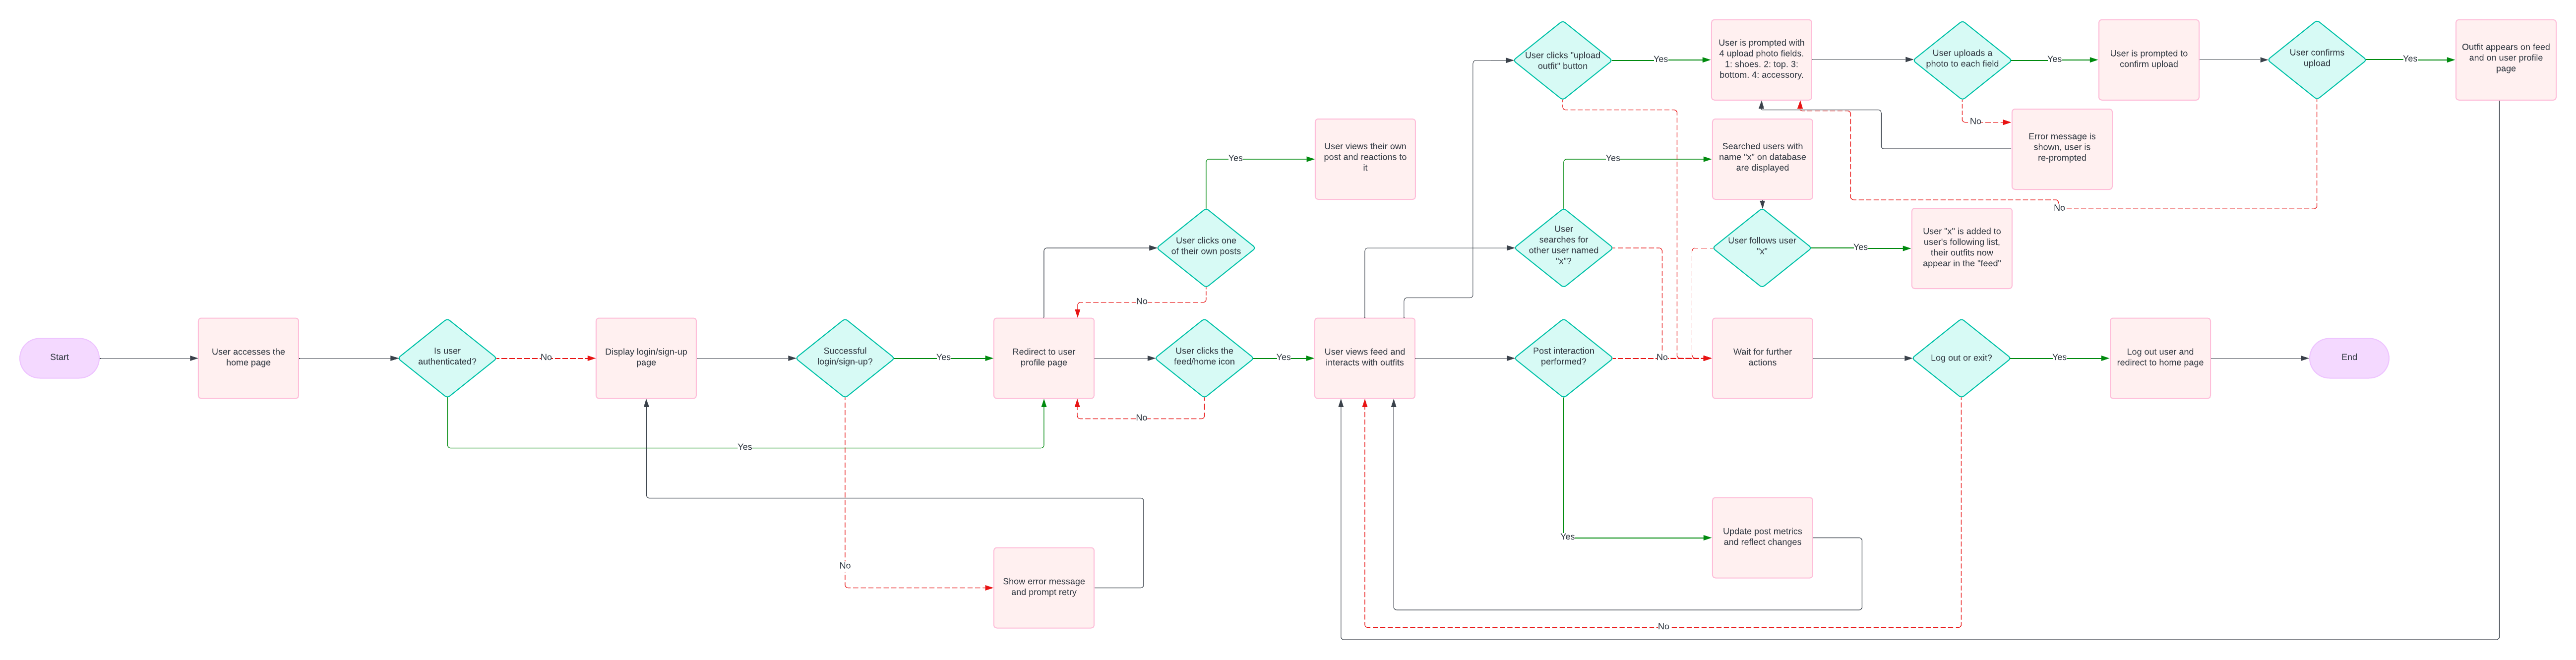 User clicks "upload
outfit" button
Yes
User is prompted with
4 upload photo fields.
1: shoes. 2: top. 3:
bottom. 4: accessory.
User uploads a
photo to each field
Yes
User is prompted to
confirm upload
User confirms
upload
Yes
Outfit appears on feed
and on user profile
page
No
Error message is
shown, user is
re-prompted
No
User views their own
post and reactions to
it
Yes
Searched users with
name "x" on database
are displayed
Yes
User clicks one
of their own posts
No
User
searches for
other user named
"x"?
User follows user
"x"
Yes
User "x" is added to
user's following list,
their outfits now
appear in the "feed"
Start
User accesses the
home page
Is user
authenticated?
No
Display login/sign-up
page
Successful
login/sign-up?
Yes
Redirect to user
profile page
User clicks the
feed/home icon
Yes
User views feed and
interacts with outfits
Post interaction
performed?
No
Wait for further
actions
Log out or exit?
Yes
Log out user and
redirect to home page
End
No
Yes
Yes
Update post metrics
and reflect changes
No
Show error message
and prompt retry
No